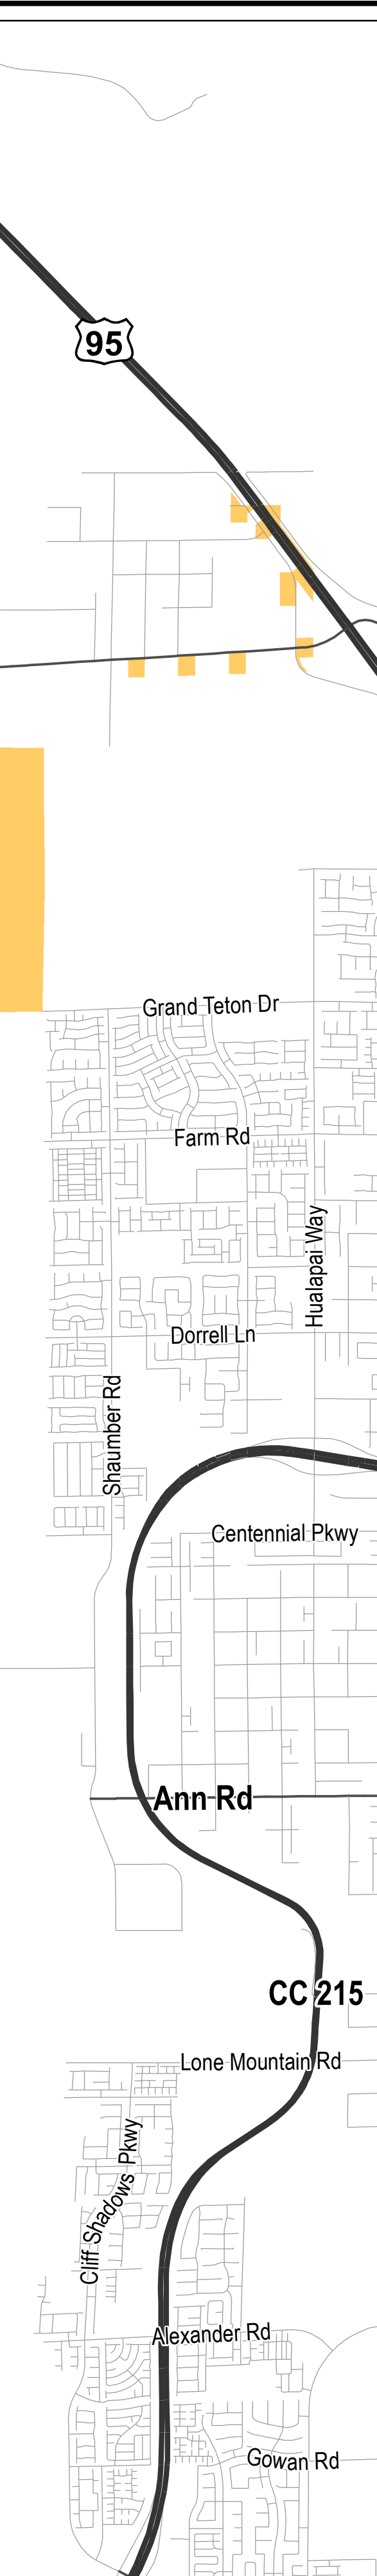 95
Grand Teton Dr
Farm Rd
Hualapai Way
Dorrell Ln
Shaumber Rd
Centennial Pkwy
Ann Rd
CC 215
Lone Mountain Rd
Cliff Shadows Pkwy
Alexander Rd
Gowan Rd